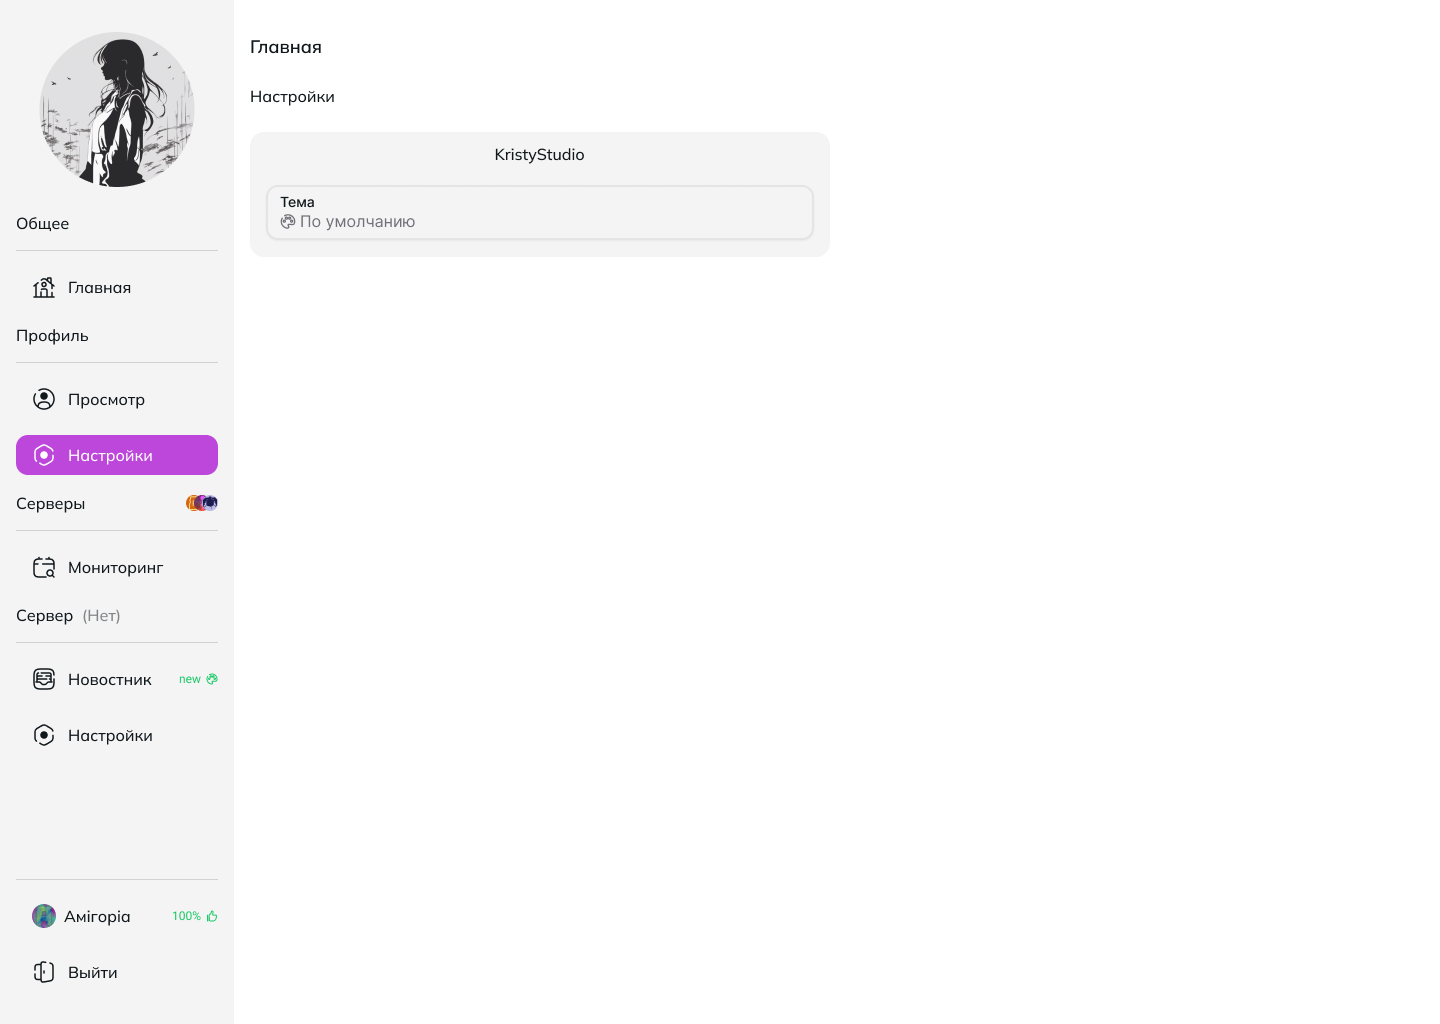 Общее
Главная
Профиль
Просмотр
Настройки
Серверы
Мониторинг
Сервер (Нет)
Новостник new
Настройки
Амігорія 100%
Выйти
Главная
Настройки
KristyStudio
Тема
По умолчанию